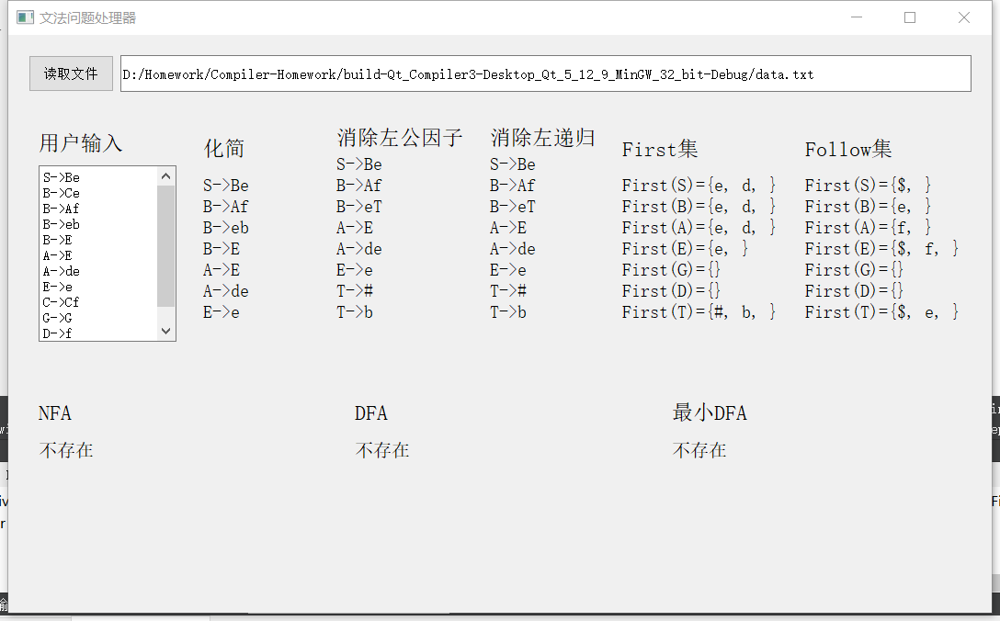 文法问题处理器
读取文件
D:/Homework/Compiler-Homework/build-Qt_Compiler3-Desktop_Qt_5_12_9_MinGW_32_bit-Debug/data.txt
用户输入
S->Be
B->Ce
B->Af
B->eb
B->E
A->E
A->de
E->e
C->Cf
G->G
D->f
化简
S->Be
B->Af
B->eb
B->E
A->E
A->de
E->e
消除左公因子
S->Be
B->Af
B->eT
A->E
A->de
E->e
T->#
T->b
消除左递归
S->Be
B->Af
B->eT
A->E
A->de
E->e
T->#
T->b
First集
First(S)={e, d, }
First(B)={e, d, }
First(A)={e, d, }
First(E)={e, }
First(G)={}
First(D)={}
First(T)={#, b, }
Follow集
First(S)={$, }
First(B)={e, }
First(A)={f, }
First(E)={$, f, }
First(G)={}
First(D)={}
First(T)={$, e, }
NFA
不存在
DFA
不存在
最小DFA
不存在